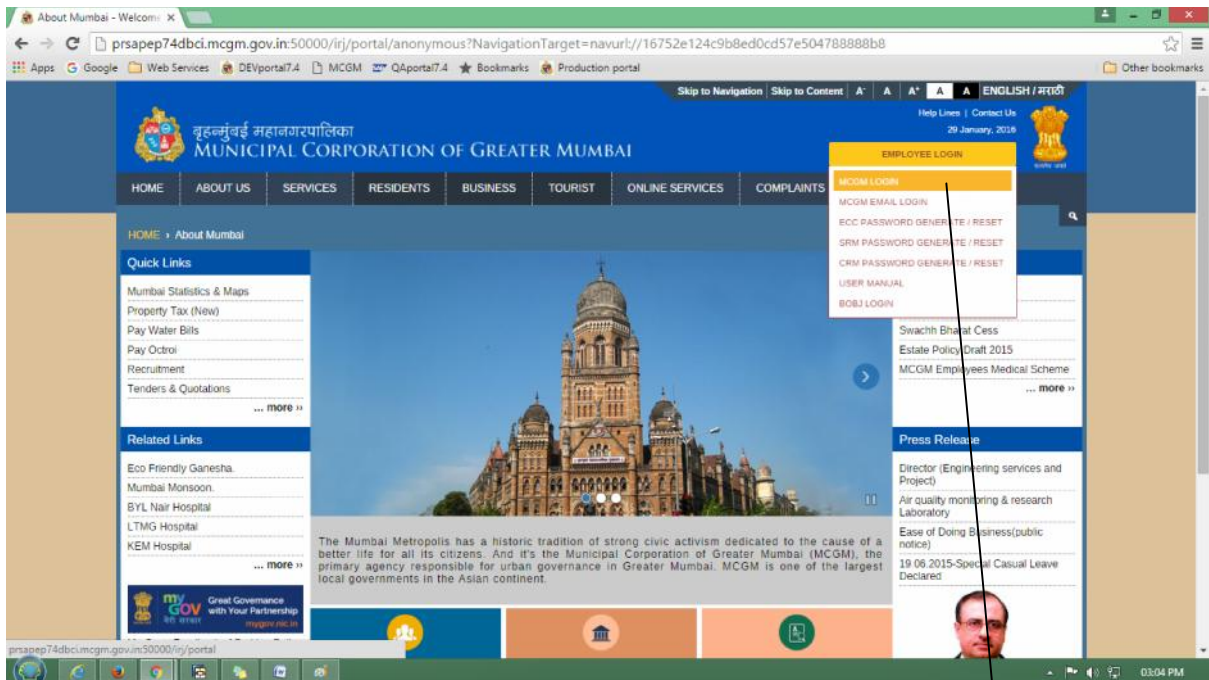 About Mumbai - Welcome
prsapep74dbci.mcgm.gov.in:50000/irj/portal/anonymous?NavigationTarget=navurl://16752e124c9b8ed0cd57e504788888b8
Apps Google Web Services DEVportal7.4 MCGM QAportal7.4 Bookmarks Production portal Other bookmarks
Skip to Navigation Skip to Content A- A A+ A A ENGLISH / मराठी
Help Lines | Contact Us
29 January, 2016
बृहन्मुंबई महानगरपालिका
MUNICIPAL CORPORATION OF GREATER MUMBAI
EMPLOYEE LOGIN
HOME ABOUT US SERVICES RESIDENTS BUSINESS TOURIST ONLINE SERVICES COMPLAINTS
MCGM LOGIN
MCGM EMAIL LOGIN
ECC PASSWORD GENERATE / RESET
SRM PASSWORD GENERATE / RESET
CRM PASSWORD GENERATE / RESET
USER MANUAL
BOBJ LOGIN
HOME › About Mumbai
Quick Links
Mumbai Statistics & Maps
Property Tax (New)
Pay Water Bills
Pay Octroi
Recruitment
Tenders & Quotations
... more ››
Swachh Bharat Cess
Estate Policy Draft 2015
MCGM Employees Medical Scheme
... more ››
Related Links
Eco Friendly Ganesha.
Mumbai Monsoon.
BYL Nair Hospital
LTMG Hospital
KEM Hospital
... more ››
Press Release
Director (Engineering services and
Project)
Air quality monitoring & research
Laboratory
Ease of Doing Business(public
notice)
19.06.2015-Special Casual Leave
Declared
The Mumbai Metropolis has a historic tradition of strong civic activism dedicated to the cause of a
better life for all its citizens. And it's the Municipal Corporation of Greater Mumbai (MCGM), the
primary agency responsible for urban governance in Greater Mumbai. MCGM is one of the largest
local governments in the Asian continent.
my GOV
मेरी सरकार
Great Governance
with Your Partnership
mygov.nic.in
prsapep74dbci.mcgm.gov.in:50000/irj/portal
03:04 PM